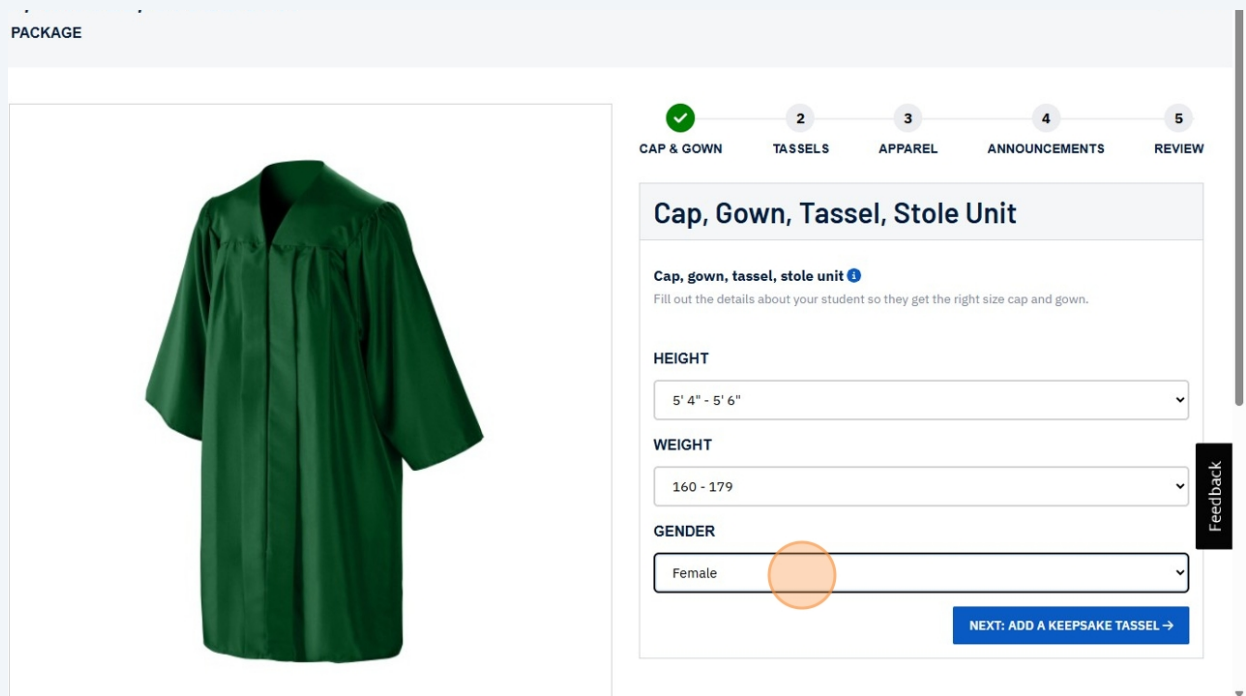 PACKAGE
2
3
4
5
CAP & GOWN
TASSELS
APPAREL
ANNOUNCEMENTS
REVIEW
Cap, Gown, Tassel, Stole Unit
Cap, gown, tassel, stole unit
Fill out the details about your student so they get the right size cap and gown.
HEIGHT
5' 4" - 5' 6"
WEIGHT
160 - 179
GENDER
Female
NEXT: ADD A KEEPSAKE TASSEL →
Feedback